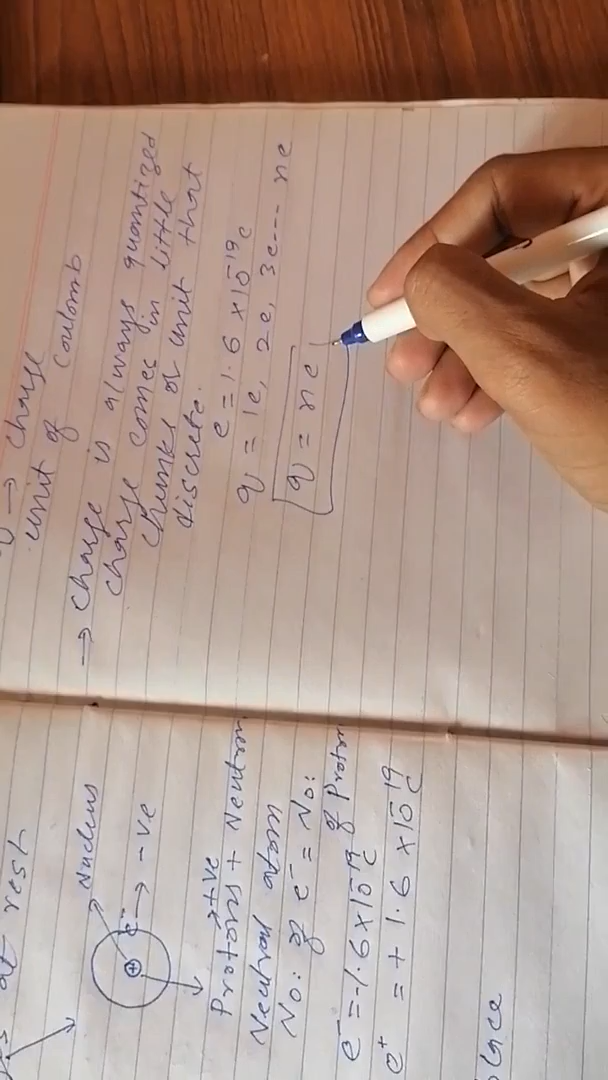 at rest
Nucleus
e⁻ → -ve
→ +ve
Protons + Neutron
Neutral atom
No: of e⁻ = No: of Proton
e⁻ = -1.6 × 10⁻¹⁹ c
e⁺ = +1.6 × 10⁻¹⁹ c
→ charge
unit of coulomb
→ Charge is always quantized
charge comes in little
chunks or unit that
discrete.
e = 1.6 × 10⁻¹⁹ c
q = 1e, 2e, 3e--- ne
q = ne